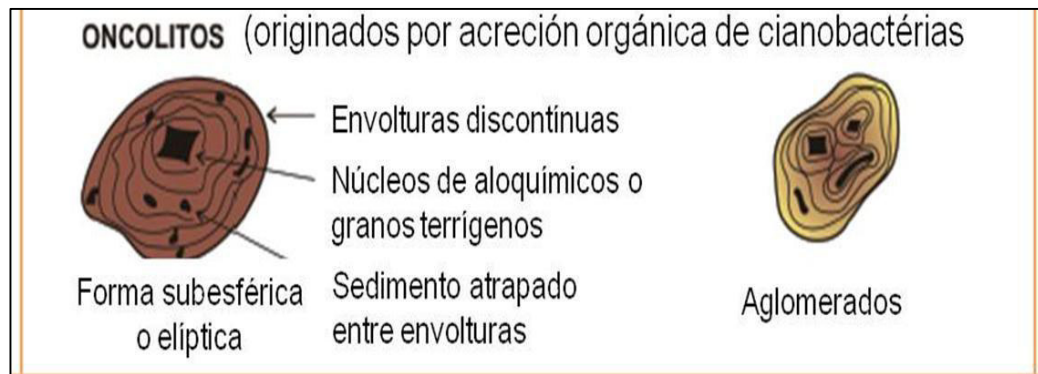 ONCOLITOS (originados por acreción orgánica de cianobactérias
Envolturas discontínuas
Núcleos de aloquímicos o
granos terrígenos
Sedimento atrapado
entre envolturas
Forma subesférica
o elíptica
Aglomerados